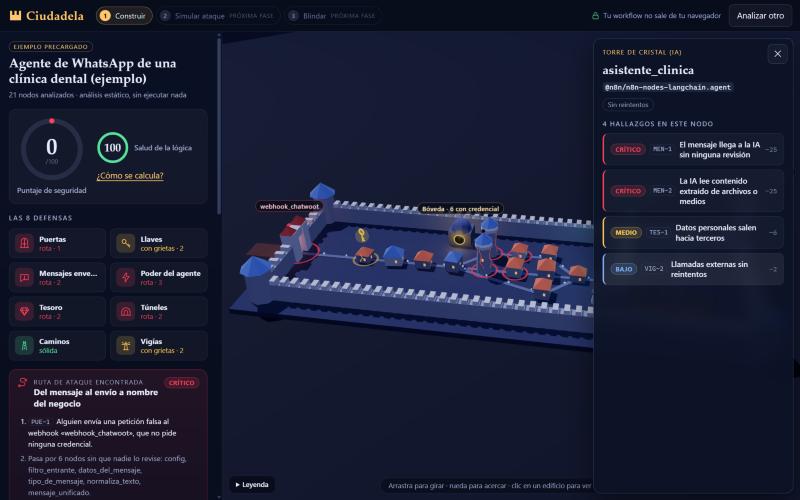 Ciudadela
1 Construir
2 Simular ataque PRÓXIMA FASE
3 Blindar PRÓXIMA FASE
Tu workflow no sale de tu navegador
Analizar otro
EJEMPLO PRECARGADO
Agente de WhatsApp de una
clínica dental (ejemplo)
21 nodos analizados · análisis estático, sin ejecutar nada
0
/100
Puntaje de seguridad
100
Salud de la lógica
¿Cómo se calcula?
LAS 8 DEFENSAS
Puertas
rota · 1
Llaves
con grietas · 2
Mensajes enve...
rota · 2
Poder del agente
rota · 3
Tesoro
rota · 2
Túneles
rota · 2
Caminos
sólida
Vigías
con grietas · 2
RUTA DE ATAQUE ENCONTRADA
CRÍTICO
Del mensaje al envío a nombre
del negocio
1. PUE-1 Alguien envía una petición falsa al
webhook «webhook_chatwoot», que no pide
ninguna credencial.
2. Pasa por 6 nodos sin que nadie lo revise: config,
filtro_entrante, datos_del_mensaje,
tipo_de_mensaje, normaliza_texto,
mensaje_unificado.
webhook_chatwoot
Bóveda · 6 con credencial
Leyenda
Arrastra para girar · rueda para acercar · clic en un edificio para ver
TORRE DE CRISTAL (IA)
asistente_clinica
@n8n/n8n-nodes-langchain.agent
Sin reintentos
4 HALLAZGOS EN ESTE NODO
CRÍTICO MEN-1 El mensaje llega a la IA −25
sin ninguna revisión
CRÍTICO MEN-2 La IA lee contenido −25
extraído de archivos o
medios
MEDIO TES-1 Datos personales salen −6
hacia terceros
BAJO VIG-2 Llamadas externas sin −2
reintentos